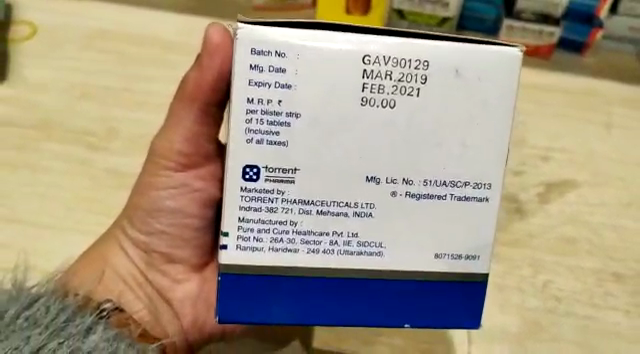 Batch No. : GAV90129
Mfg. Date : MAR.2019
Expiry Date : FEB.2021
M.R.P. ₹ 90.00
per blister strip
of 15 tablets
(Inclusive
of all taxes)
torrent
PHARMA
Mfg. Lic. No. : 51/UA/SC/P-2013
® - Registered Trademark
Marketed by :
TORRENT PHARMACEUTICALS LTD.
Indrad-382 721, Dist. Mehsana, INDIA.
Manufactured by :
Pure and Cure Healthcare Pvt. Ltd.
Plot No.: 26A-30, Sector - 8A, IIE, SIDCUL,
Ranipur, Haridwar - 249 403 (Uttarakhand).
8071526-9091